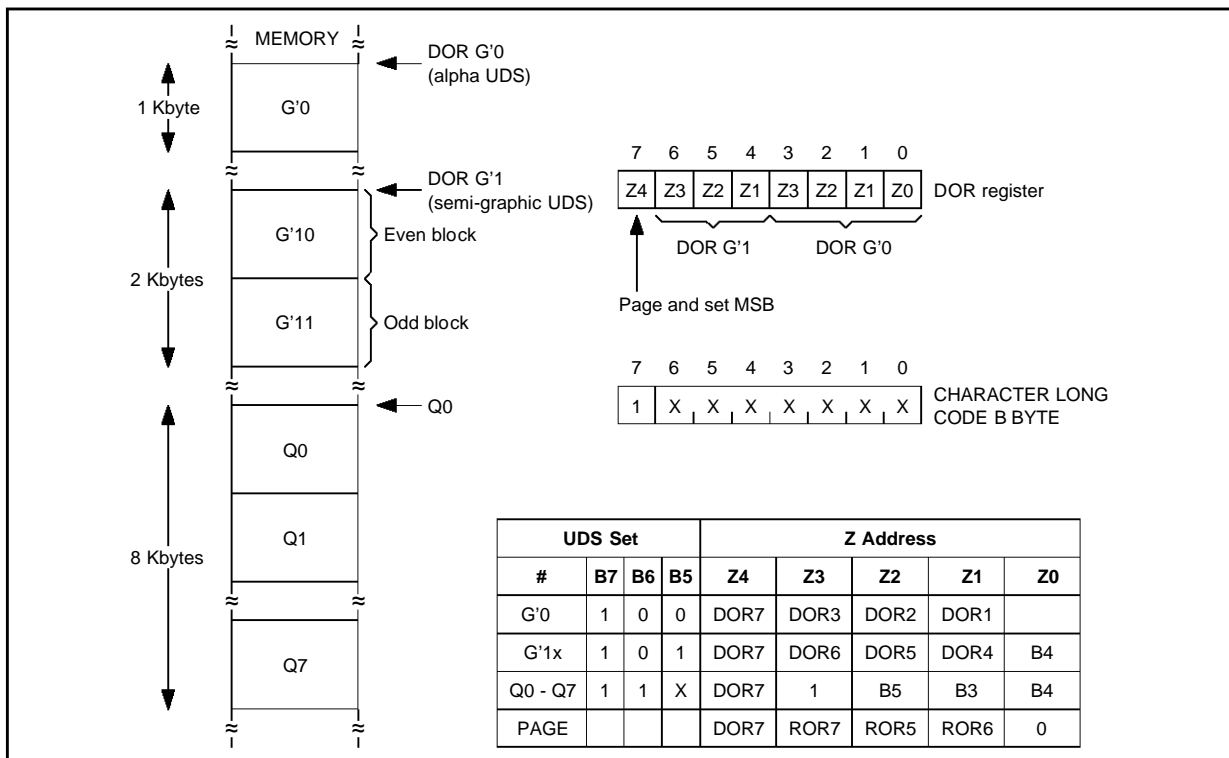 MEMORY
DOR G'0
(alpha UDS)
1 Kbyte
G'0
DOR G'1
(semi-graphic UDS)
G'10
Even block
2 Kbytes
G'11
Odd block
Q0
Q0
Q1
8 Kbytes
Q7
7 6 5 4 3 2 1 0
Z4 Z3 Z2 Z1 Z3 Z2 Z1 Z0 DOR register
DOR G'1 DOR G'0
Page and set MSB
7 6 5 4 3 2 1 0
1 X X X X X X X
CHARACTER LONG
CODE B BYTE
UDS Set Z Address
# B7 B6 B5 Z4 Z3 Z2 Z1 Z0
G'0 1 0 0 DOR7 DOR3 DOR2 DOR1
G'1x 1 0 1 DOR7 DOR6 DOR5 DOR4 B4
Q0 - Q7 1 1 X DOR7 1 B5 B3 B4
PAGE DOR7 ROR7 ROR5 ROR6 0